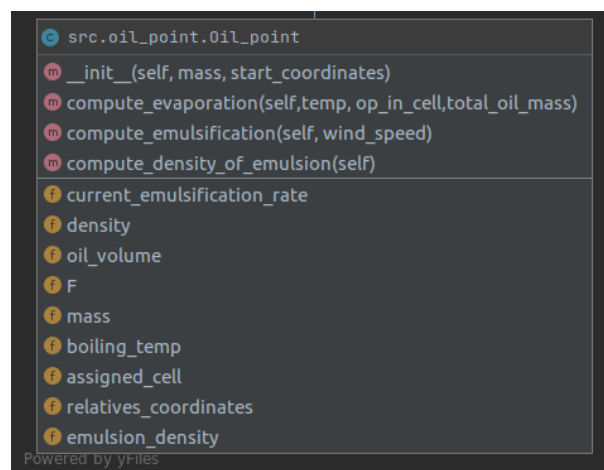 src.oil_point.Oil_point
__init__(self, mass, start_coordinates)
compute_evaporation(self,temp, op_in_cell,total_oil_mass)
compute_emulsification(self, wind_speed)
compute_density_of_emulsion(self)
current_emulsification_rate
density
oil_volume
F
mass
boiling_temp
assigned_cell
relatives_coordinates
emulsion_density
Powered by yFiles